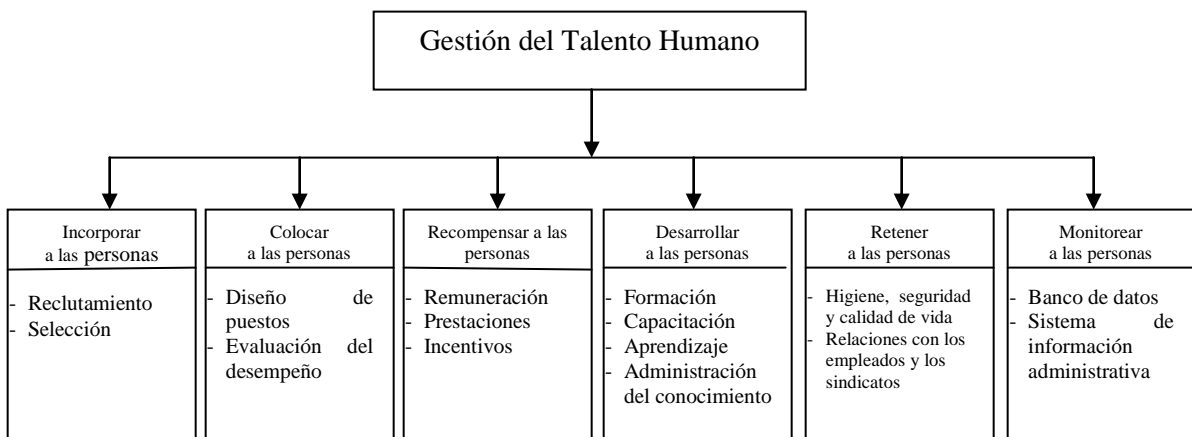 Gestión del Talento Humano
Incorporar
a las personas
- Reclutamiento
- Selección
Colocar
a las personas
- Diseño de
puestos
- Evaluación del
desempeño
Recompensar a las
personas
- Remuneración
- Prestaciones
- Incentivos
Desarrollar
a las personas
- Formación
- Capacitación
- Aprendizaje
- Administración
del conocimiento
Retener
a las personas
- Higiene, seguridad
y calidad de vida
- Relaciones con los
empleados y los
sindicatos
Monitorear
a las personas
- Banco de datos
- Sistema de
información
administrativa